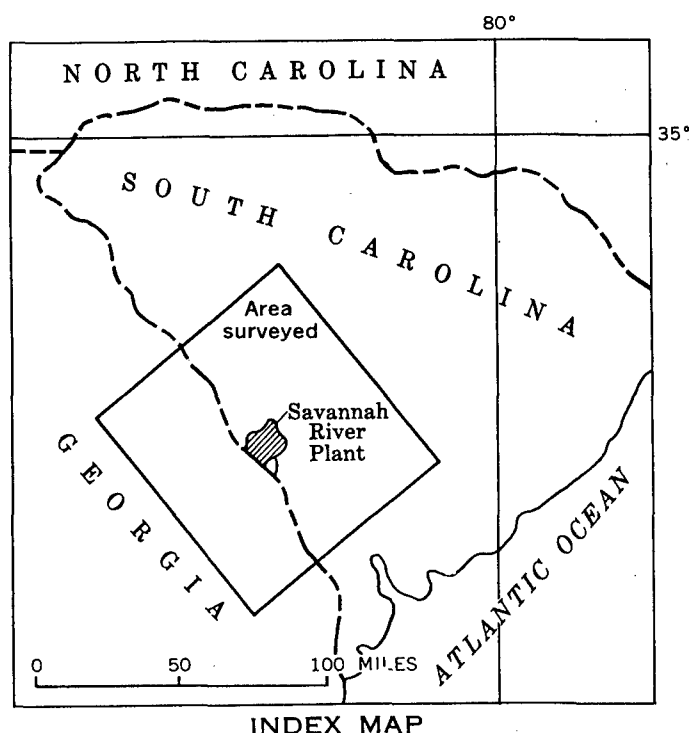 80°
NORTH CAROLINA
35°
SOUTH CAROLINA
Area
surveyed
Savannah
River
Plant
GEORGIA
ATLANTIC OCEAN
0 50 100 MILES
INDEX MAP